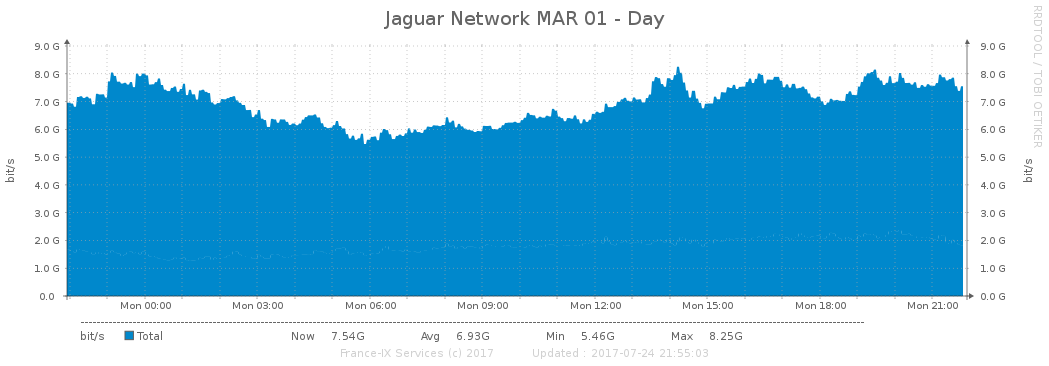 Jaguar Network MAR 01 - Day
RRDTOOL / TOBI OETIKER
9.0 G 9.0 G
8.0 G 8.0 G
7.0 G 7.0 G
6.0 G 6.0 G
5.0 G 5.0 G
4.0 G 4.0 G
3.0 G 3.0 G
2.0 G 2.0 G
1.0 G 1.0 G
0.0 0.0 G
bit/s
bit/s
Mon 00:00 Mon 03:00 Mon 06:00 Mon 09:00 Mon 12:00 Mon 15:00 Mon 18:00 Mon 21:00
bit/s Total Now 7.54G Avg 6.93G Min 5.46G Max 8.25G
France-IX Services (c) 2017 Updated : 2017-07-24 21:55:03